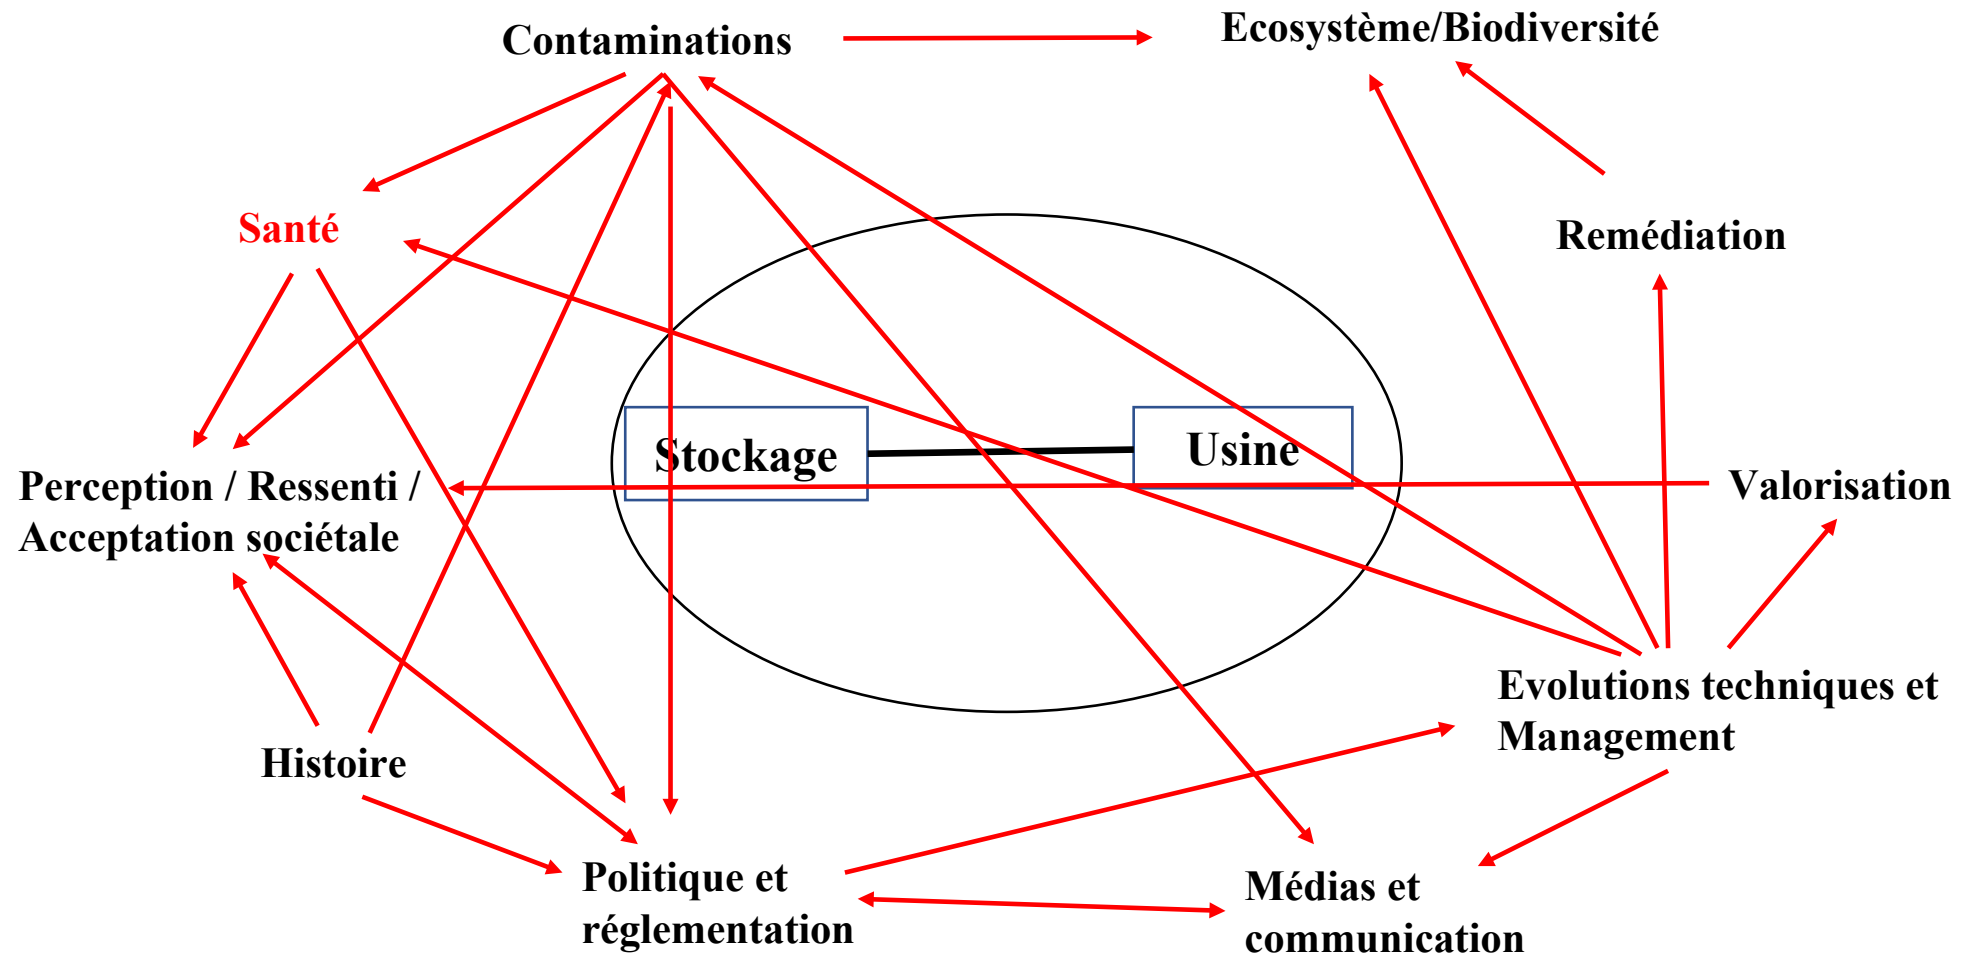 Contaminations
Ecosystème/Biodiversité
Santé
Remédiation
Stockage
Usine
Perception / Ressenti /
Acceptation sociétale
Valorisation
Evolutions techniques et
Management
Histoire
Politique et
réglementation
Médias et
communication